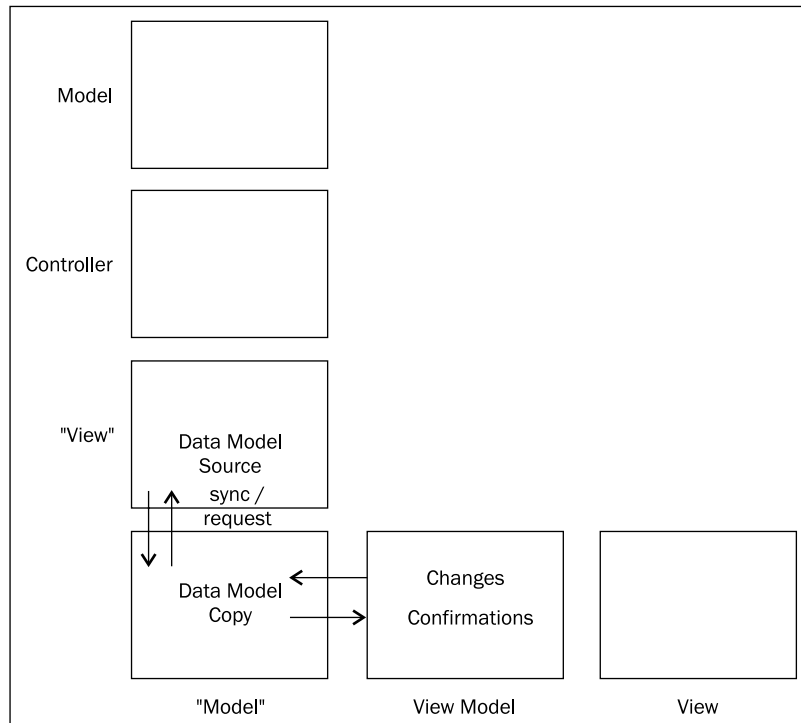 Model
Controller
"View"
Data Model
Source
sync /
request
Data Model
Copy
Changes
Confirmations
"Model"
View Model
View